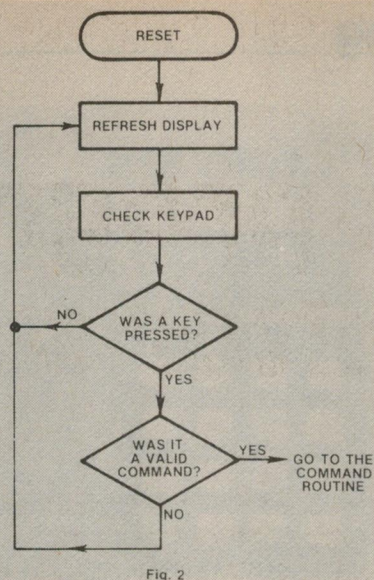 RESET
REFRESH DISPLAY
CHECK KEYPAD
WAS A KEY
PRESSED?
NO
YES
WAS IT
A VALID
COMMAND?
YES
GO TO THE
COMMAND
ROUTINE
NO
Fig. 2